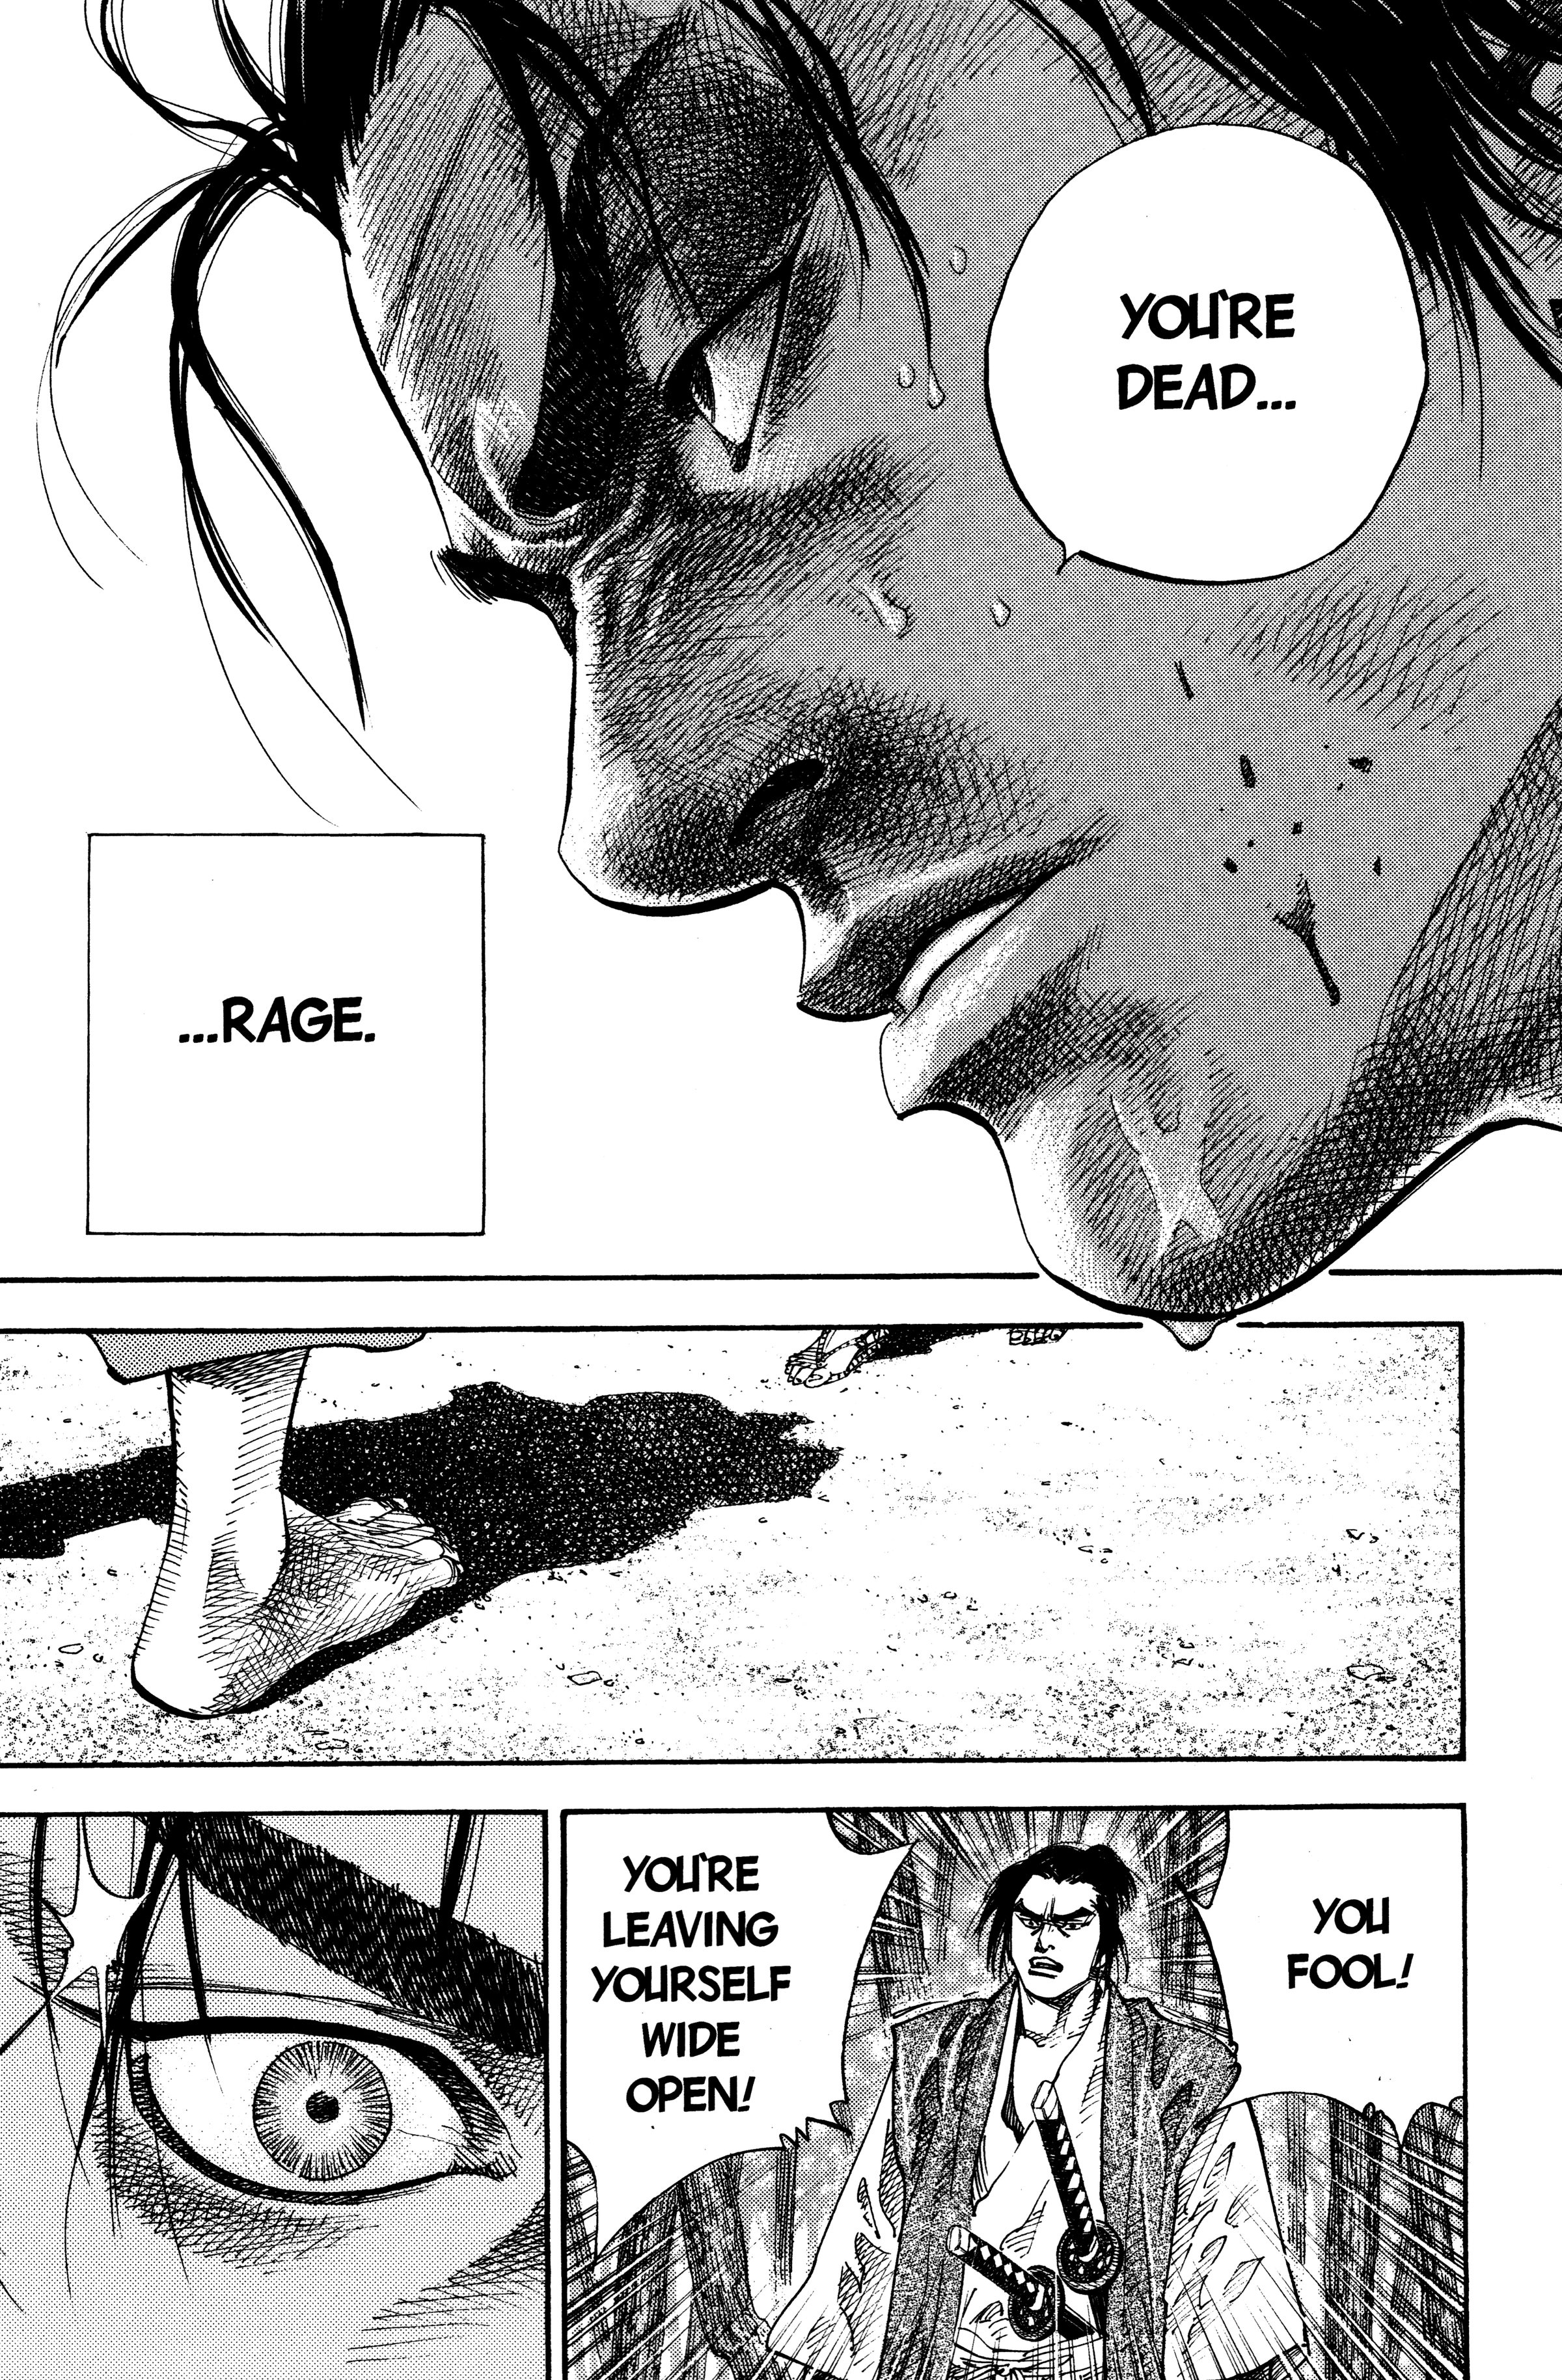 YOU'RE
DEAD...
...RAGE.
YOU
FOOL!
YOU'RE
LEAVING
YOURSELF
WIDE
OPEN!